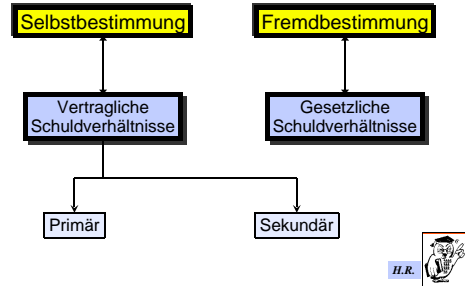 Selbstbestimmung
Fremdbestimmung
Vertragliche
Schuldverhältnisse
Gesetzliche
Schuldverhältnisse
Primär
Sekundär
H.R.